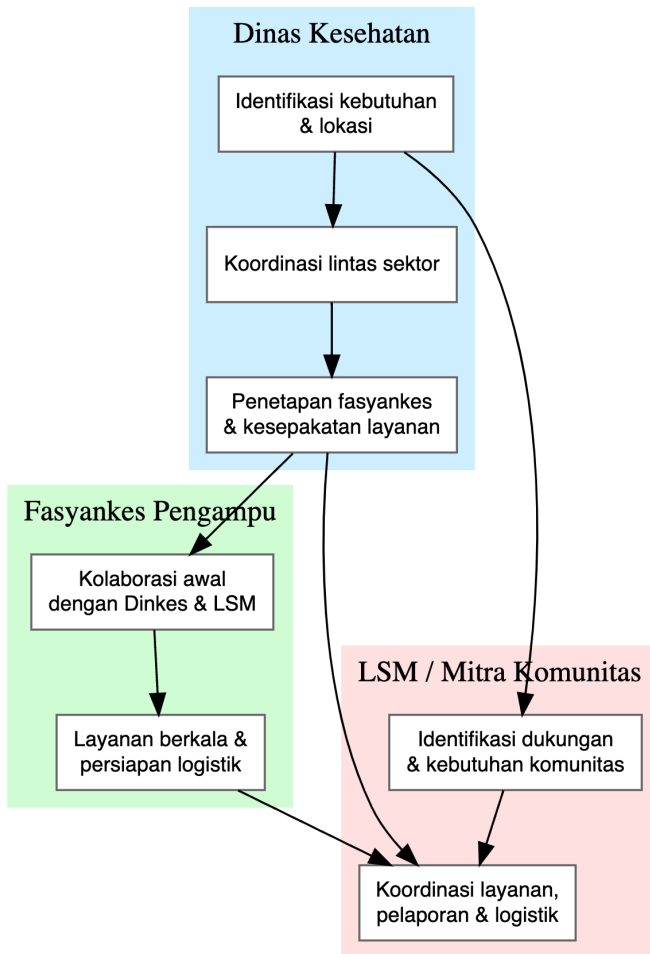 Dinas Kesehatan
Identifikasi kebutuhan
& lokasi
Koordinasi lintas sektor
Penetapan fasyankes
& kesepakatan layanan
Fasyankes Pengampu
Kolaborasi awal
dengan Dinkes & LSM
Layanan berkala &
persiapan logistik
LSM / Mitra Komunitas
Identifikasi dukungan
& kebutuhan komunitas
Koordinasi layanan,
pelaporan & logistik